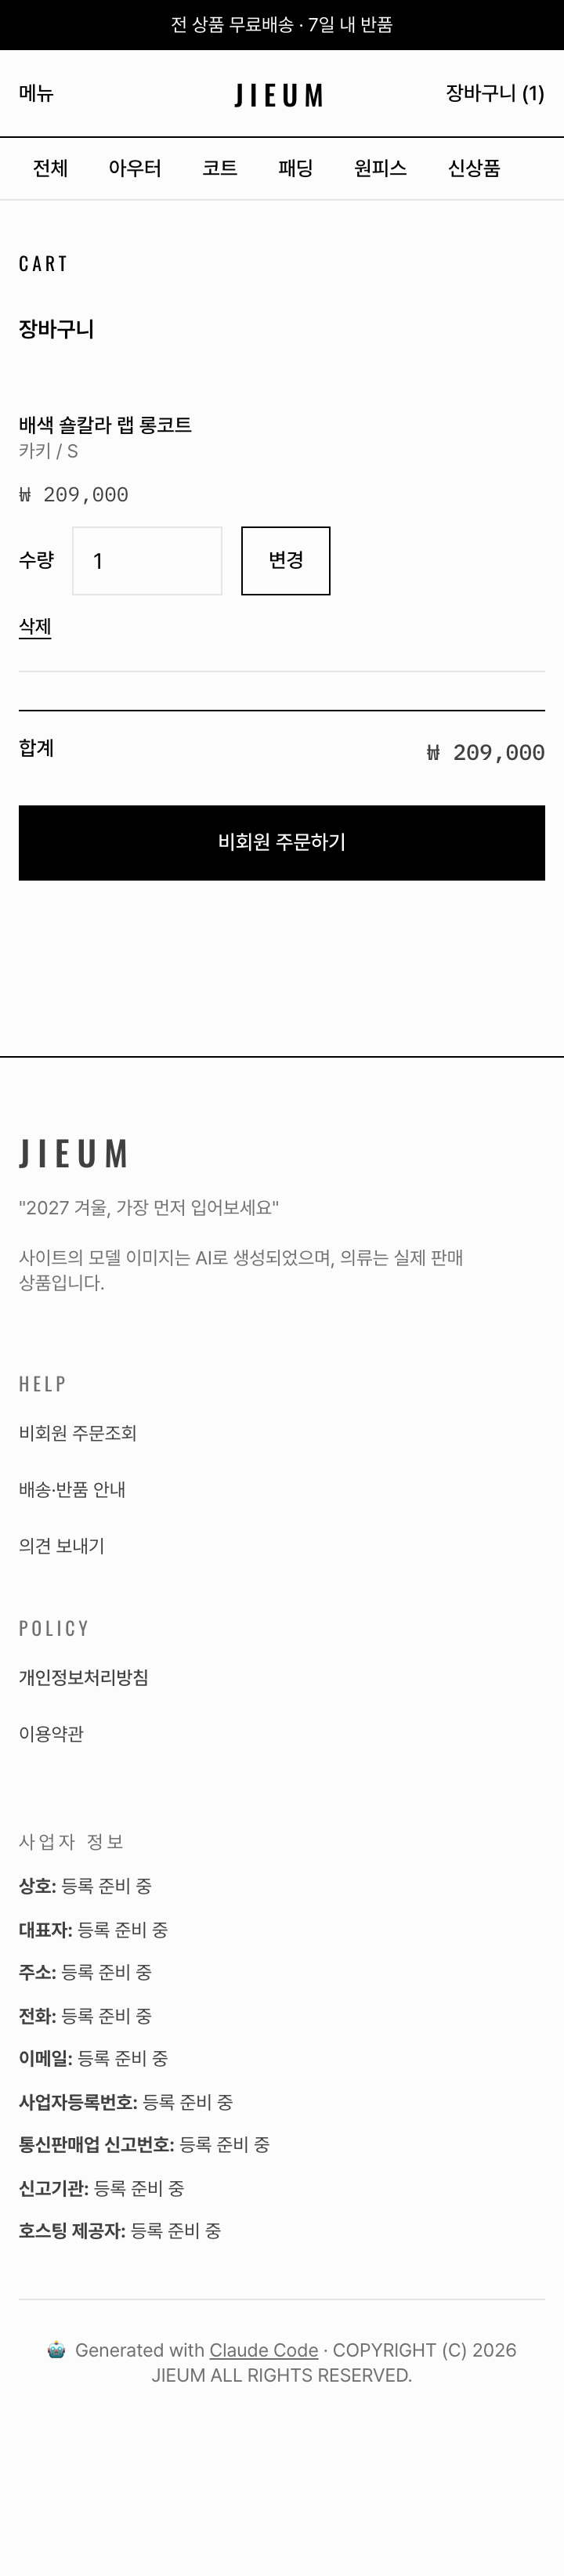 전 상품 무료배송 · 7일 내 반품
메뉴 JIEUM 장바구니 (1)
전체 아우터 코트 패딩 원피스 신상품
CART
장바구니
배색 숄칼라 랩 롱코트
카키 / S
₩ 209,000
수량 1 변경
삭제
합계 ₩ 209,000
비회원 주문하기
JIEUM
"2027 겨울, 가장 먼저 입어보세요"
사이트의 모델 이미지는 AI로 생성되었으며, 의류는 실제 판매
상품입니다.
HELP
비회원 주문조회
배송·반품 안내
의견 보내기
POLICY
개인정보처리방침
이용약관
사업자 정보
상호: 등록 준비 중
대표자: 등록 준비 중
주소: 등록 준비 중
전화: 등록 준비 중
이메일: 등록 준비 중
사업자등록번호: 등록 준비 중
통신판매업 신고번호: 등록 준비 중
신고기관: 등록 준비 중
호스팅 제공자: 등록 준비 중
🤖 Generated with Claude Code · COPYRIGHT (C) 2026
JIEUM ALL RIGHTS RESERVED.